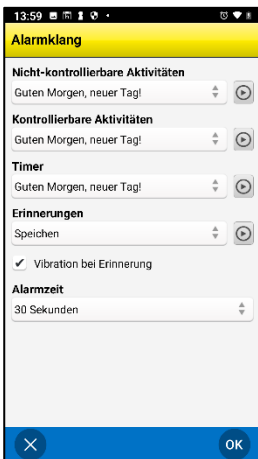 13:59
Alarmklang
Nicht-kontrollierbare Aktivitäten
Guten Morgen, neuer Tag!
Kontrollierbare Aktivitäten
Guten Morgen, neuer Tag!
Timer
Guten Morgen, neuer Tag!
Erinnerungen
Speichen
Vibration bei Erinnerung
Alarmzeit
30 Sekunden
OK